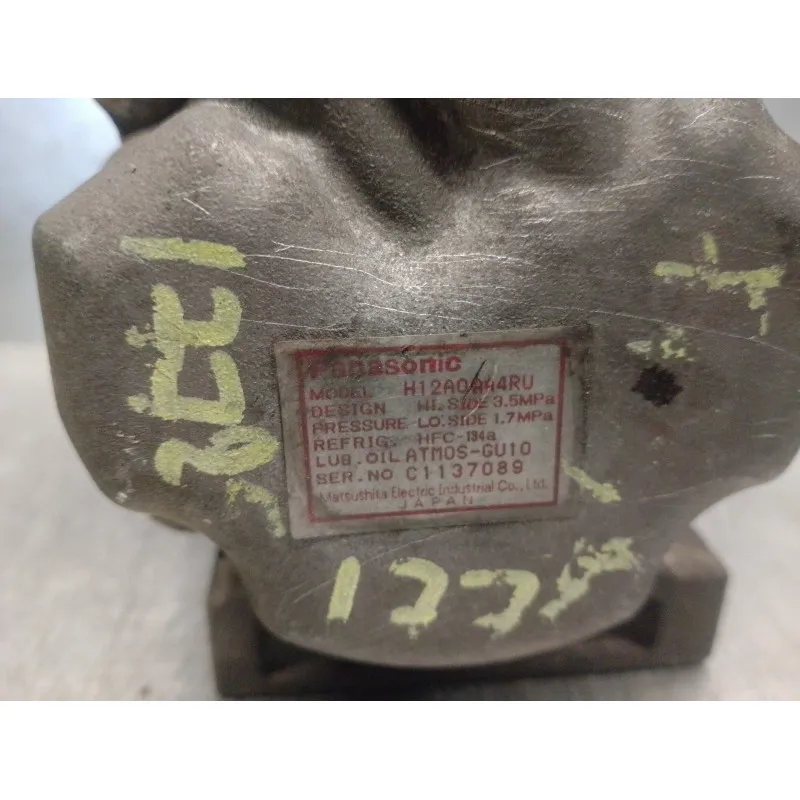 Panasonic
MODEL H12A0AA4RU
DESIGN HI.SIDE 3.5MPa
PRESSURE LO.SIDE 1.7MPa
REFRIG. HFC-134a
LUB.OIL ATMOS-GU10
SER.NO C1137089
Matsushita Electric Industrial Co., Ltd.
JAPAN